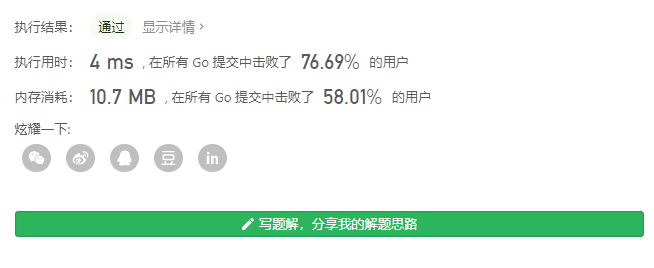 执行结果： 通过 显示详情 >
执行用时： 4 ms , 在所有 Go 提交中击败了 76.69% 的用户
内存消耗： 10.7 MB , 在所有 Go 提交中击败了 58.01% 的用户
炫耀一下:
豆 in
写题解，分享我的解题思路